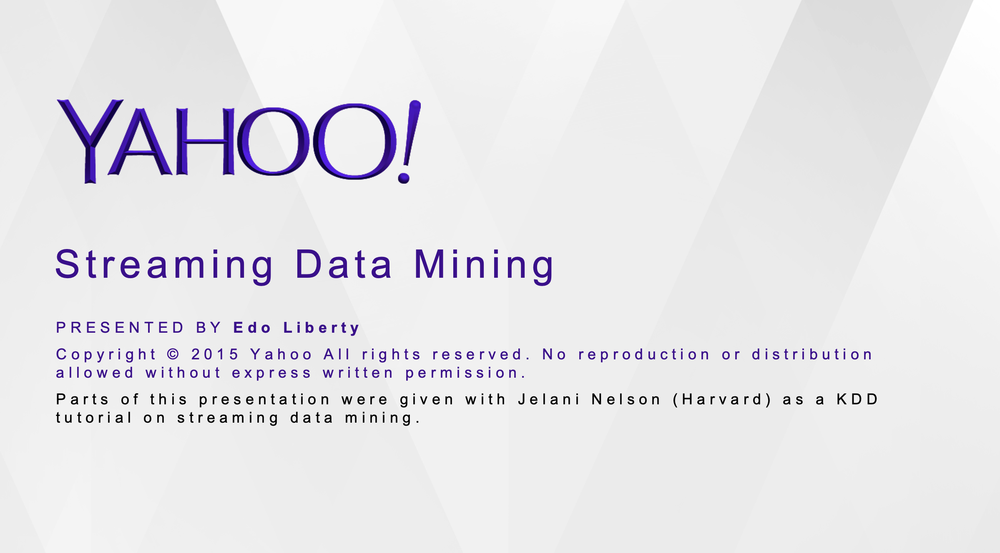 YAHOO!
Streaming Data Mining
PRESENTED BY Edo Liberty
Copyright © 2015 Yahoo All rights reserved. No reproduction or distribution
allowed without express written permission.
Parts of this presentation were given with Jelani Nelson (Harvard) as a KDD
tutorial on streaming data mining.